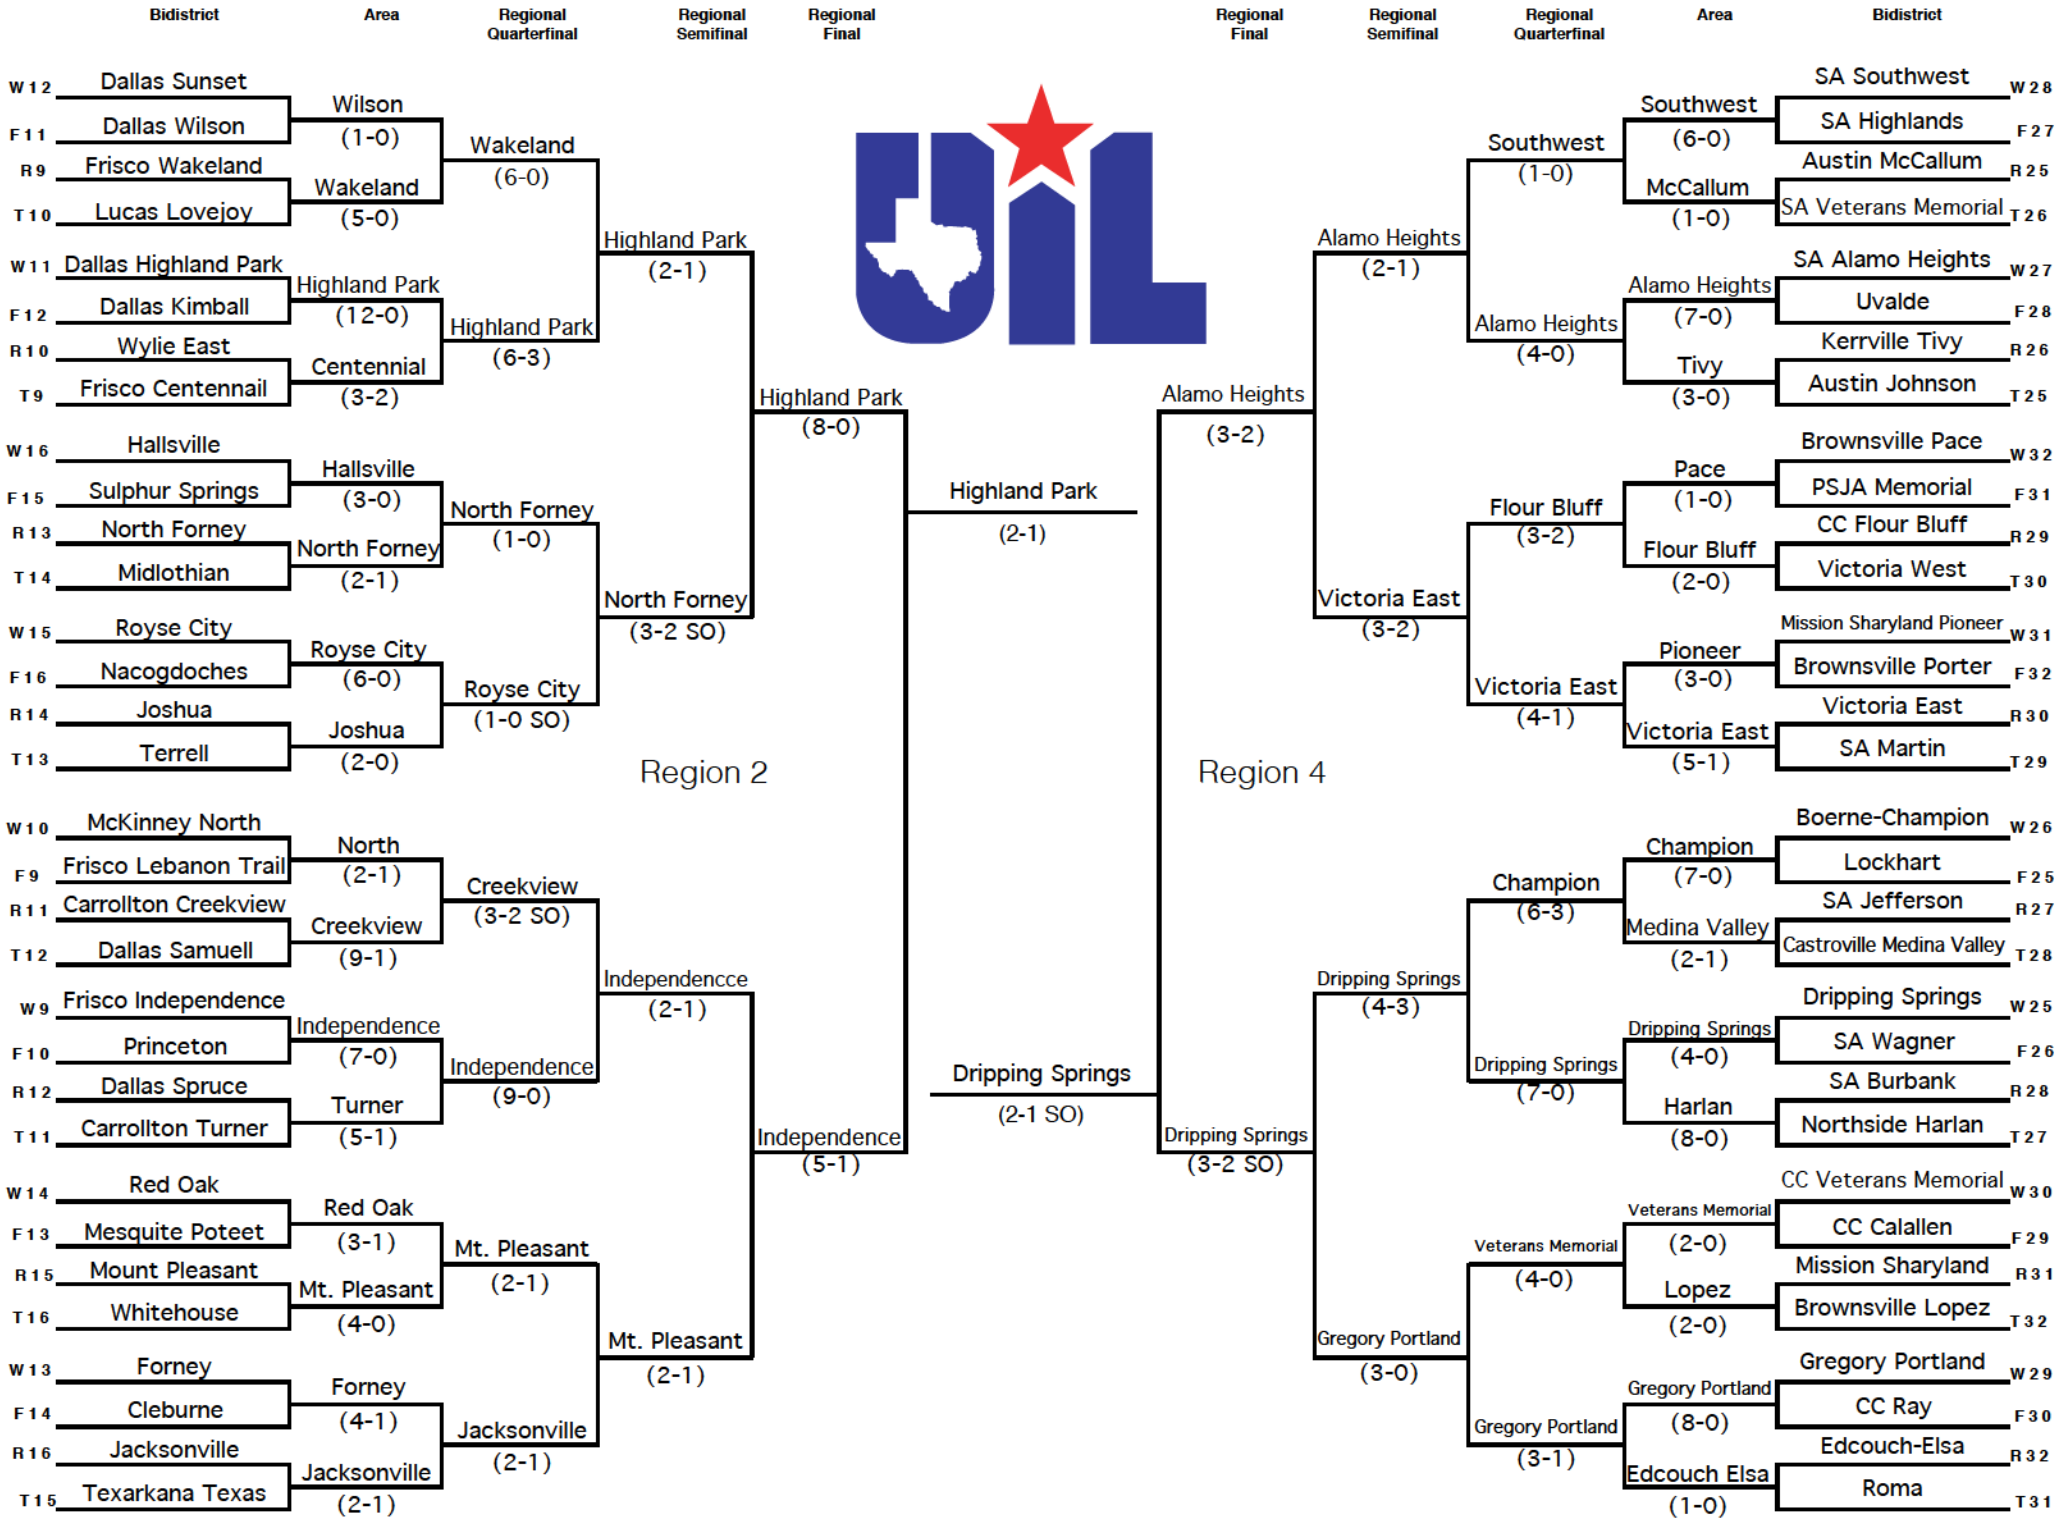 Bidistrict
Area
Regional
Quarterfinal
Regional
Semifinal
Regional
Final
Regional
Final
Regional
Semifinal
Regional
Quarterfinal
Area
Bidistrict
W12 Dallas Sunset
F11 Dallas Wilson
R9 Frisco Wakeland
T10 Lucas Lovejoy
W11 Dallas Highland Park
F12 Dallas Kimball
R10 Wylie East
T9 Frisco Centennail
W16 Hallsville
F15 Sulphur Springs
R13 North Forney
T14 Midlothian
W15 Royse City
F16 Nacogdoches
R14 Joshua
T13 Terrell
W10 McKinney North
F9 Frisco Lebanon Trail
R11 Carrollton Creekview
T12 Dallas Samuell
W9 Frisco Independence
F10 Princeton
R12 Dallas Spruce
T11 Carrollton Turner
W14 Red Oak
F13 Mesquite Poteet
R15 Mount Pleasant
T16 Whitehouse
W13 Forney
F14 Cleburne
R16 Jacksonville
T15 Texarkana Texas
Wilson
(1-0)
Wakeland
(5-0)
Highland Park
(12-0)
Centennial
(3-2)
Hallsville
(3-0)
North Forney
(2-1)
Royse City
(6-0)
Joshua
(2-0)
North
(2-1)
Creekview
(9-1)
Independence
(7-0)
Turner
(5-1)
Red Oak
(3-1)
Mt. Pleasant
(4-0)
Forney
(4-1)
Jacksonville
(2-1)
Wakeland
(6-0)
Highland Park
(6-3)
North Forney
(1-0)
Royse City
(1-0 SO)
Creekview
(3-2 SO)
Independence
(9-0)
Mt. Pleasant
(2-1)
Jacksonville
(2-1)
Highland Park
(2-1)
North Forney
(3-2 SO)
Independencce
(2-1)
Mt. Pleasant
(2-1)
Region 2
Highland Park
(8-0)
Independence
(5-1)
UIL
Highland Park
(2-1)
Dripping Springs
(2-1 SO)
Alamo Heights
(3-2)
Dripping Springs
(3-2 SO)
Region 4
Alamo Heights
(2-1)
Victoria East
(3-2)
Dripping Springs
(4-3)
Gregory Portland
(3-0)
Southwest
(1-0)
Alamo Heights
(4-0)
Flour Bluff
(3-2)
Victoria East
(4-1)
Champion
(6-3)
Dripping Springs
(7-0)
Veterans Memorial
(4-0)
Gregory Portland
(3-1)
Southwest
(6-0)
McCallum
(1-0)
Alamo Heights
(7-0)
Tivy
(3-0)
Pace
(1-0)
Flour Bluff
(2-0)
Pioneer
(3-0)
Victoria East
(5-1)
Champion
(7-0)
Medina Valley
(2-1)
Dripping Springs
(4-0)
Harlan
(8-0)
Veterans Memorial
(2-0)
Lopez
(2-0)
Gregory Portland
(8-0)
Edcouch Elsa
(1-0)
SA Southwest W28
SA Highlands F27
Austin McCallum R25
SA Veterans Memorial T26
SA Alamo Heights W27
Uvalde F28
Kerrville Tivy R26
Austin Johnson T25
Brownsville Pace W32
PSJA Memorial F31
CC Flour Bluff R29
Victoria West T30
Mission Sharyland Pioneer W31
Brownsville Porter F32
Victoria East R30
SA Martin T29
Boerne-Champion W26
Lockhart F25
SA Jefferson R27
Castroville Medina Valley T28
Dripping Springs W25
SA Wagner F26
SA Burbank R28
Northside Harlan T27
CC Veterans Memorial W30
CC Calallen F29
Mission Sharyland R31
Brownsville Lopez T32
Gregory Portland W29
CC Ray F30
Edcouch-Elsa R32
Roma T31